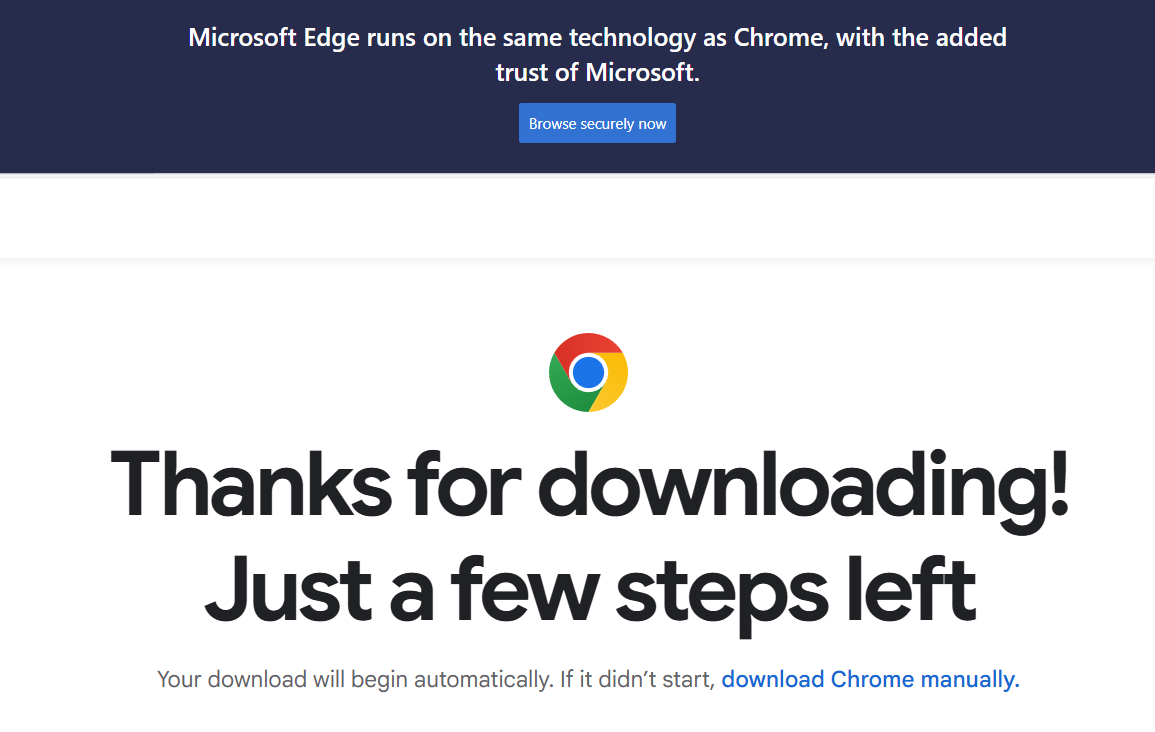 Microsoft Edge runs on the same technology as Chrome, with the added
trust of Microsoft.
Browse securely now
Thanks for downloading!
Just a few steps left
Your download will begin automatically. If it didn’t start, download Chrome manually.